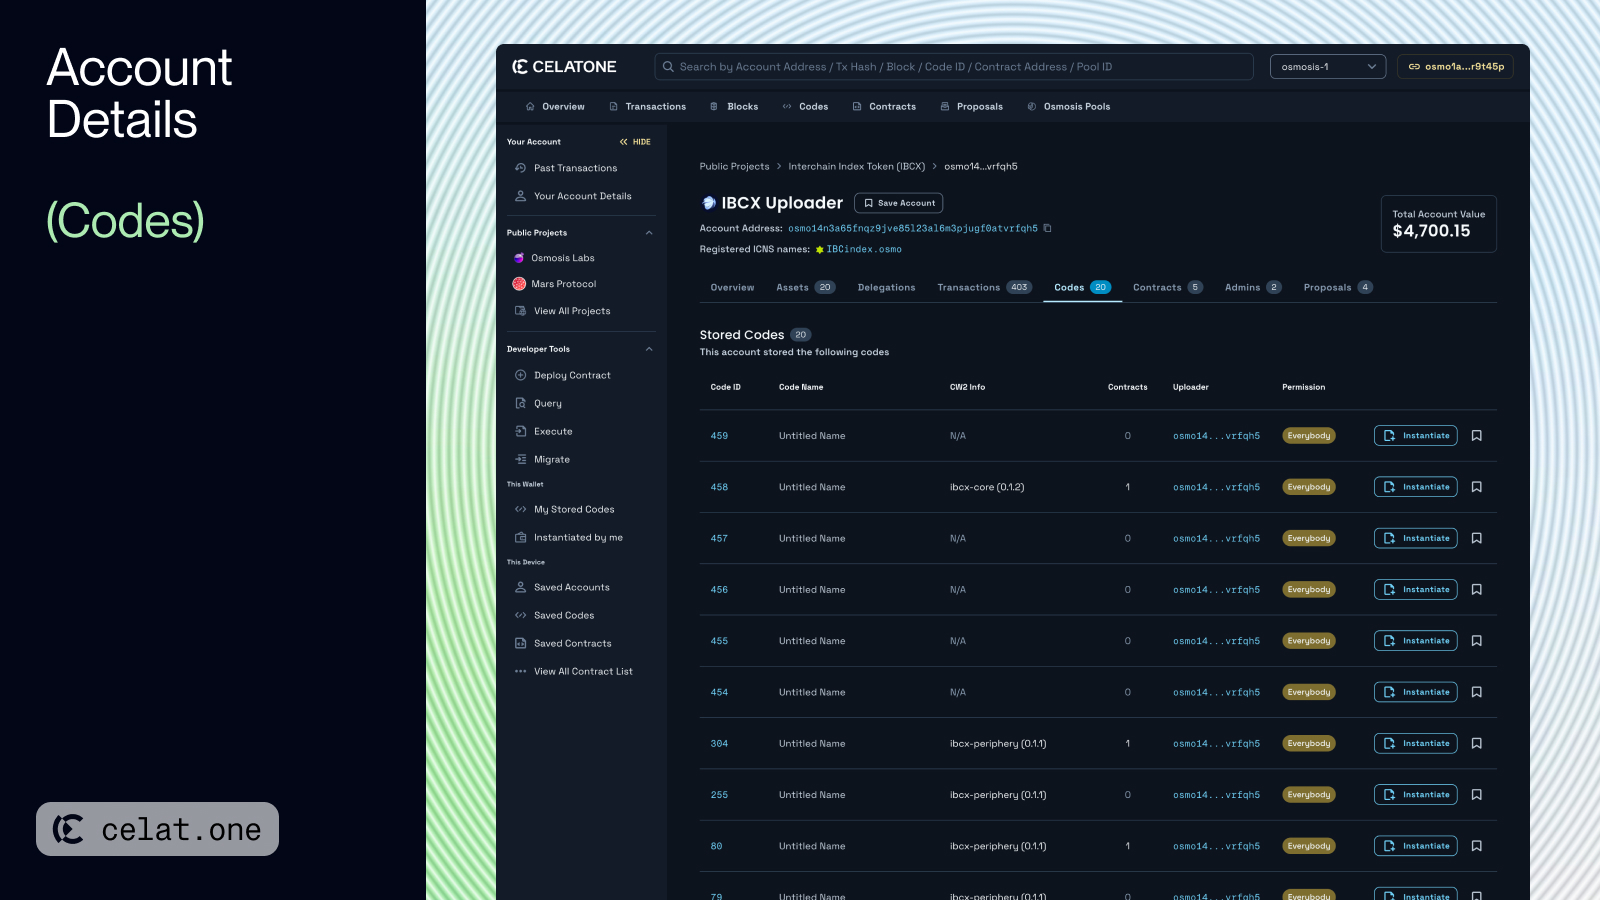 Account
Details
(Codes)
celat.one
CELATONE
Search by Account Address / Tx Hash / Block / Code ID / Contract Address / Pool ID
osmosis-1
osmo1a...r9t45p
Overview Transactions Blocks Codes Contracts Proposals Osmosis Pools
Your Account HIDE
Past Transactions
Your Account Details
Public Projects
Osmosis Labs
Mars Protocol
View All Projects
Developer Tools
Deploy Contract
Query
Execute
Migrate
This Wallet
My Stored Codes
Instantiated by me
This Device
Saved Accounts
Saved Codes
Saved Contracts
View All Contract List
Public Projects > Interchain Index Token (IBCX) > osmo14...vrfqh5
IBCX Uploader Save Account
Account Address: osmo14n3a65fnqz9jve85l23al6m3pjugf0atvrfqh5
Registered ICNS names: IBCindex.osmo
Total Account Value
$4,700.15
Overview Assets 20 Delegations Transactions 403 Codes 20 Contracts 5 Admins 2 Proposals 4
Stored Codes 20
This account stored the following codes
Code ID Code Name CW2 Info Contracts Uploader Permission
459 Untitled Name N/A 0 osmo14...vrfqh5 Everybody Instantiate
458 Untitled Name ibcx-core (0.1.2) 1 osmo14...vrfqh5 Everybody Instantiate
457 Untitled Name N/A 0 osmo14...vrfqh5 Everybody Instantiate
456 Untitled Name N/A 0 osmo14...vrfqh5 Everybody Instantiate
455 Untitled Name N/A 0 osmo14...vrfqh5 Everybody Instantiate
454 Untitled Name N/A 0 osmo14...vrfqh5 Everybody Instantiate
304 Untitled Name ibcx-periphery (0.1.1) 1 osmo14...vrfqh5 Everybody Instantiate
255 Untitled Name ibcx-periphery (0.1.1) 0 osmo14...vrfqh5 Everybody Instantiate
80 Untitled Name ibcx-periphery (0.1.1) 1 osmo14...vrfqh5 Everybody Instantiate
79 Untitled Name ibcx-periphery (0.1.1) 0 osmo14...vrfqh5 Everybody Instantiate